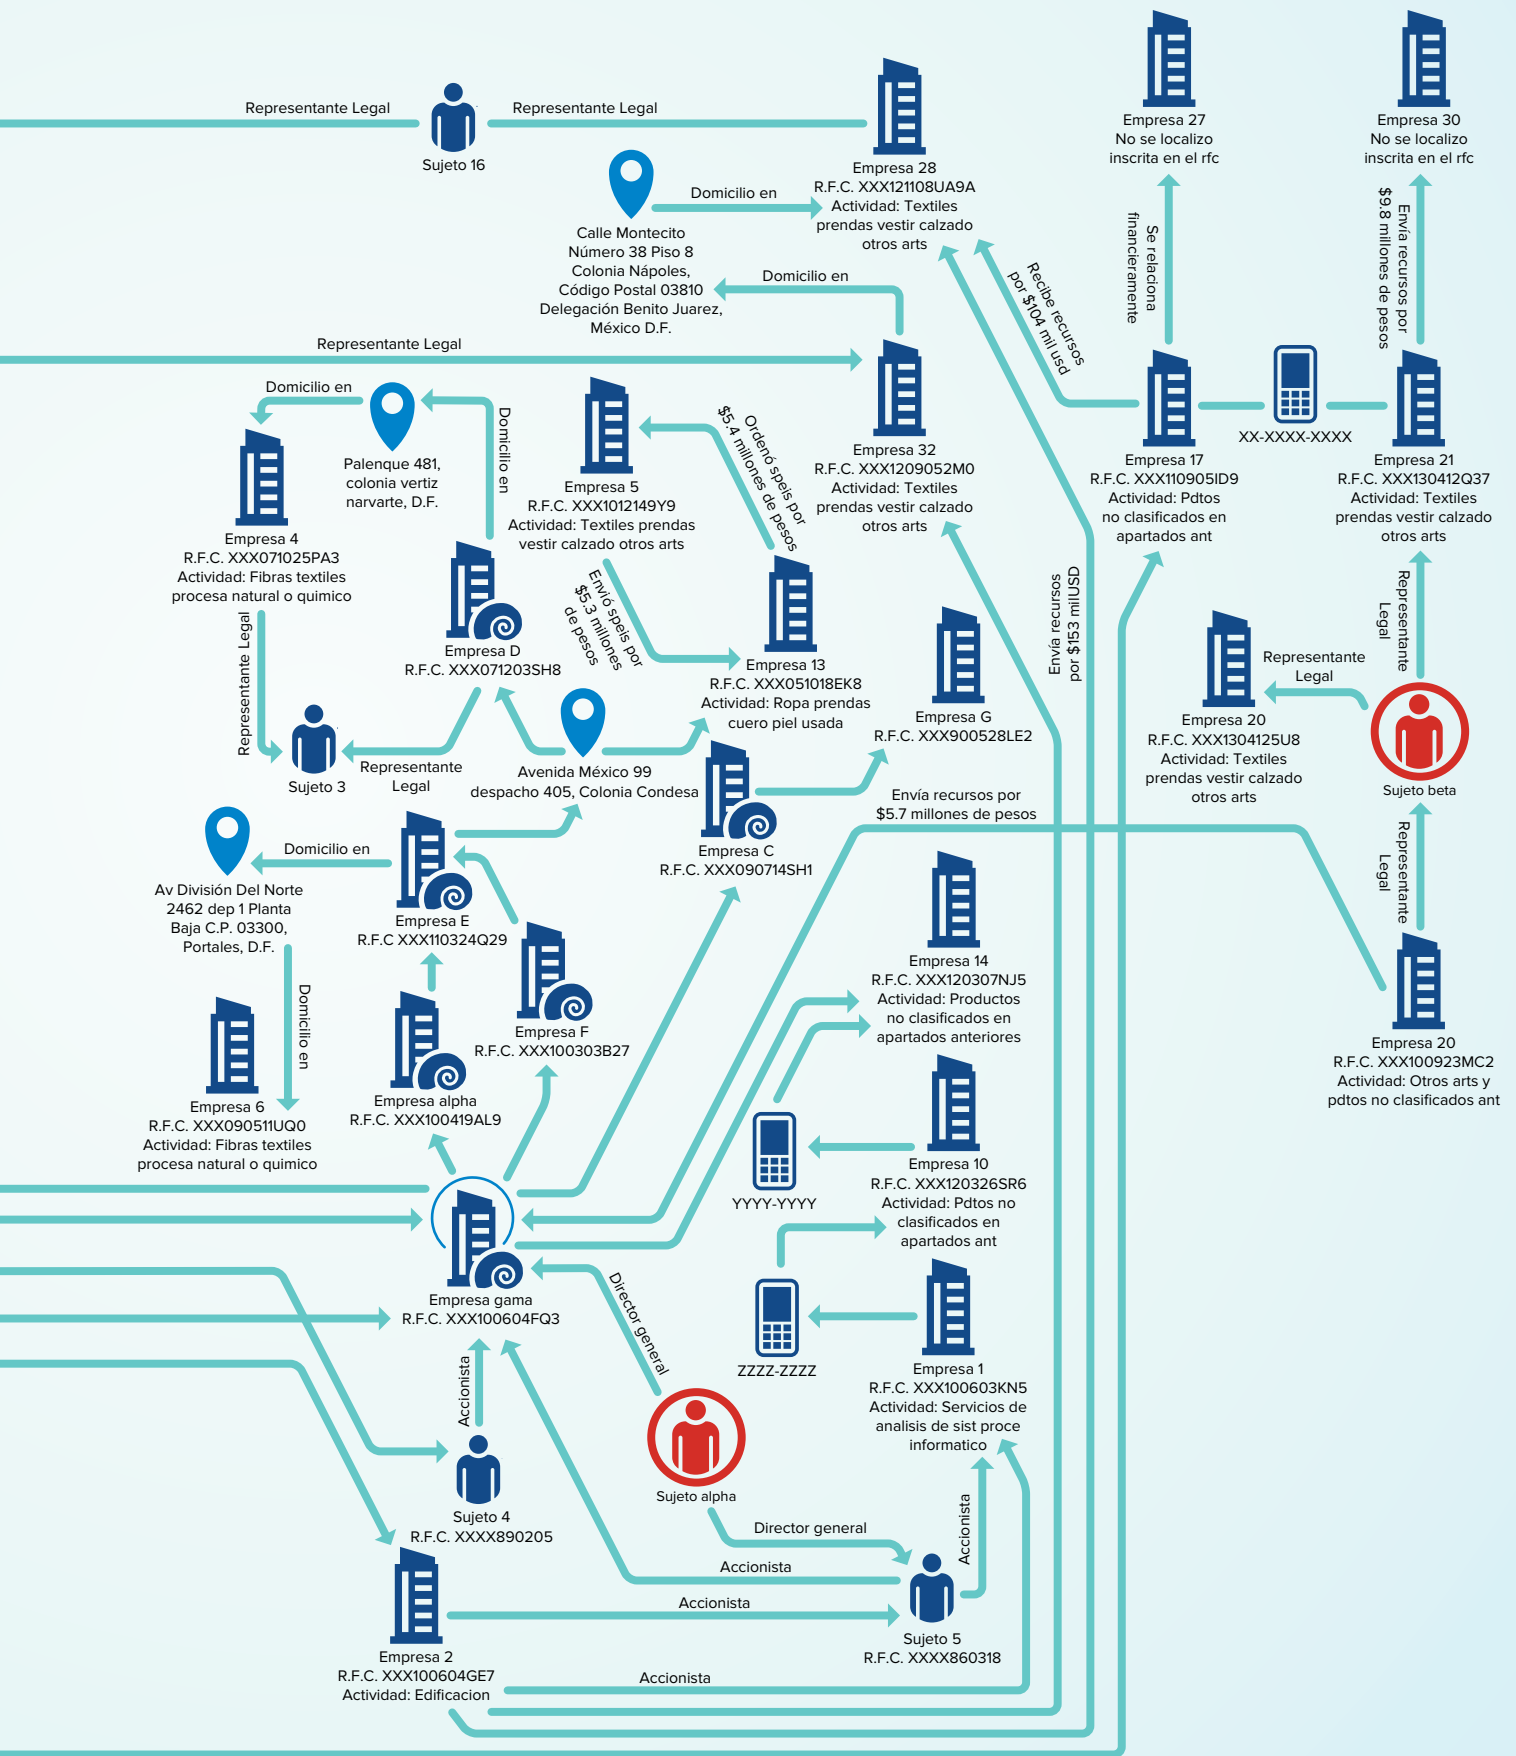 Representante Legal
Representante Legal
Sujeto 16
Empresa 28
R.F.C. XXX121108UA9A
Actividad: Textiles
prendas vestir calzado
otros arts
Empresa 27
No se localizo
inscrita en el rfc
Empresa 30
No se localizo
inscrita en el rfc
Domicilio en
Calle Montecito
Número 38 Piso 8
Colonia Nápoles,
Código Postal 03810
Delegación Benito Juarez,
México D.F.
Domicilio en
Recibe recursos
por $104 mil usd
Se relaciona
financieramente
Envía recursos por
$9.8 millones de pesos
Representante Legal
Domicilio en
Palenque 481,
colonia vertiz
narvarte, D.F.
Domicilio en
Empresa 5
R.F.C. XXX1012149Y9
Actividad: Textiles prendas
vestir calzado otros arts
Ordenó speis por
$5.4 millones de pesos
Empresa 32
R.F.C. XXX1209052M0
Actividad: Textiles
prendas vestir calzado
otros arts
XX-XXXX-XXXX
Empresa 17
R.F.C. XXX110905ID9
Actividad: Pdtos
no clasificados en
apartados ant
Empresa 21
R.F.C. XXX130412Q37
Actividad: Textiles
prendas vestir calzado
otros arts
Empresa 4
R.F.C. XXX071025PA3
Actividad: Fibras textiles
procesa natural o quimico
Envió speis por
$5.3 millones
de pesos
Envía recursos
por $153 milUSD
Representante
Legal
Representante Legal
Empresa D
R.F.C. XXX071203SH8
Empresa 13
R.F.C. XXX051018EK8
Actividad: Ropa prendas
cuero piel usada
Empresa G
R.F.C. XXX900528LE2
Representante
Legal
Empresa 20
R.F.C. XXX1304125U8
Actividad: Textiles
prendas vestir calzado
otros arts
Sujeto beta
Sujeto 3
Representante
Legal
Avenida México 99
despacho 405, Colonia Condesa
Envía recursos por
$5.7 millones de pesos
Representante
Legal
Empresa C
R.F.C. XXX090714SH1
Domicilio en
Av División Del Norte
2462 dep 1 Planta
Baja C.P. 03300,
Portales, D.F.
Empresa E
R.F.C XXX110324Q29
Empresa 14
R.F.C. XXX120307NJ5
Actividad: Productos
no clasificados en
apartados anteriores
Domicilio en
Empresa F
R.F.C. XXX100303B27
Empresa 20
R.F.C. XXX100923MC2
Actividad: Otros arts y
pdtos no clasificados ant
Empresa 6
R.F.C. XXX090511UQ0
Actividad: Fibras textiles
procesa natural o quimico
Empresa alpha
R.F.C. XXX100419AL9
YYYY-YYYY
Empresa 10
R.F.C. XXX120326SR6
Actividad: Pdtos no
clasificados en
apartados ant
Empresa gama
R.F.C. XXX100604FQ3
Director general
ZZZZ-ZZZZ
Empresa 1
R.F.C. XXX100603KN5
Actividad: Servicios de
analisis de sist proce
informatico
Accionista
Sujeto 4
R.F.C. XXXX890205
Sujeto alpha
Director general
Accionista
Accionista
Accionista
Sujeto 5
R.F.C. XXXX860318
Empresa 2
R.F.C. XXX100604GE7
Actividad: Edificacion
Accionista